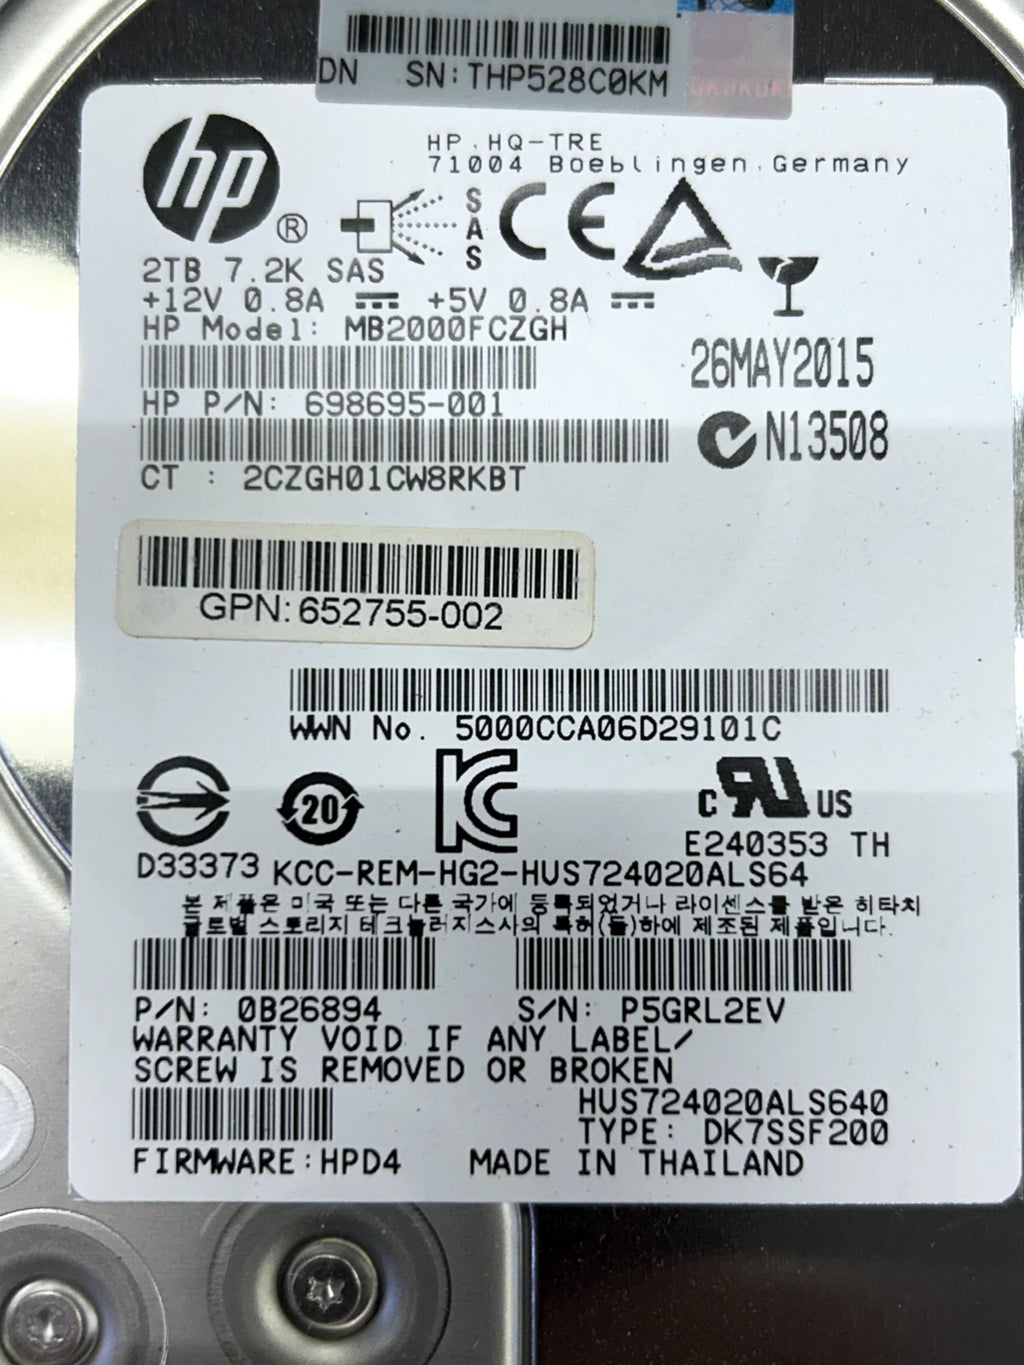 DN SN:THP528C0KM
hp ®
HP.HQ-TRE
71004 Boeblingen.Germany
SAS
CE
2TB 7.2K SAS
+12V 0.8A +5V 0.8A
HP Model: MB2000FCZGH
26MAY2015
HP P/N: 698695-001
N13508
CT : 2CZGH01CW8RKBT
GPN:652755-002
WWN No. 5000CCA06D29101C
20
KC
c RU US
E240353 TH
D33373 KCC-REM-HG2-HUS724020ALS64
본 제품은 미국 또는 다른 국가에 등록되었거나 라이센스를 받은 히타치
글로벌 스토리지 테크놀러지스사의 특허(들)하에 제조된 제품입니다.
P/N: 0B26894 S/N: P5GRL2EV
WARRANTY VOID IF ANY LABEL/
SCREW IS REMOVED OR BROKEN
HUS724020ALS640
TYPE: DK7SSF200
FIRMWARE:HPD4 MADE IN THAILAND